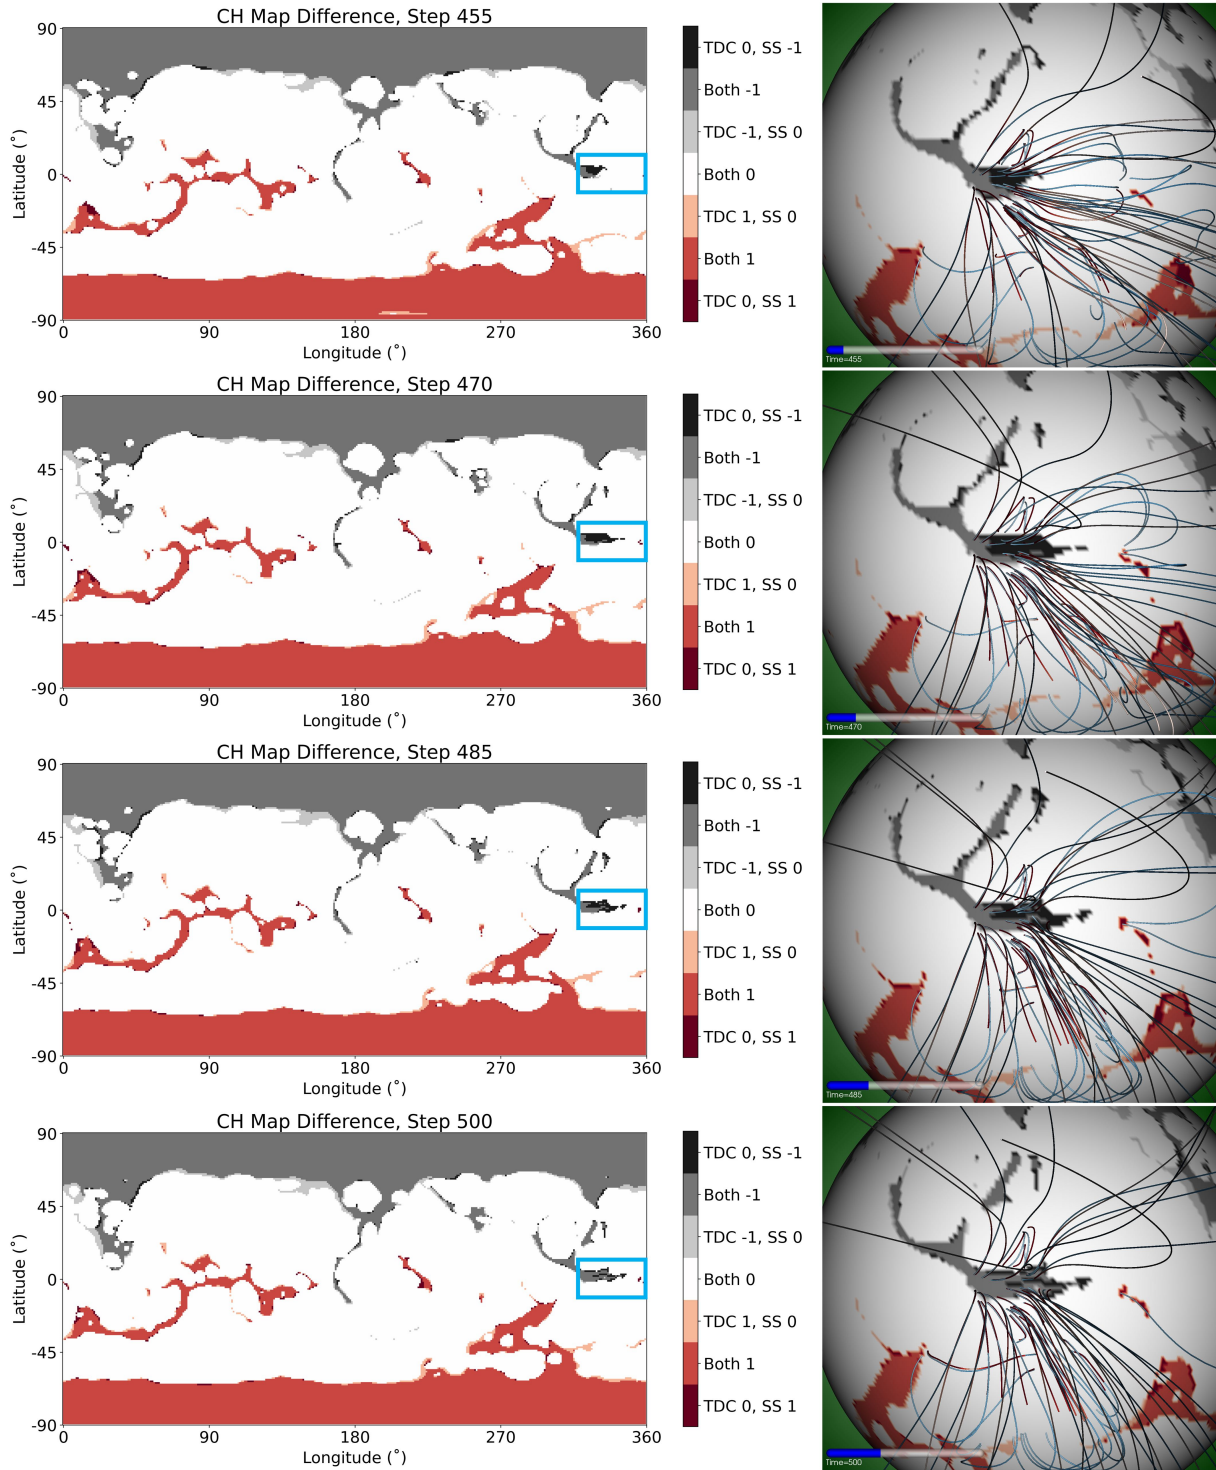 CH Map Difference, Step 455
90
45
0
-45
-90
Latitude (˚)
0
90
180
270
360
Longitude (˚)
TDC 0, SS -1
Both -1
TDC -1, SS 0
Both 0
TDC 1, SS 0
Both 1
TDC 0, SS 1
Time=455
CH Map Difference, Step 470
90
45
0
-45
-90
Latitude (˚)
0
90
180
270
360
Longitude (˚)
TDC 0, SS -1
Both -1
TDC -1, SS 0
Both 0
TDC 1, SS 0
Both 1
TDC 0, SS 1
Time=470
CH Map Difference, Step 485
90
45
0
-45
-90
Latitude (˚)
0
90
180
270
360
Longitude (˚)
TDC 0, SS -1
Both -1
TDC -1, SS 0
Both 0
TDC 1, SS 0
Both 1
TDC 0, SS 1
Time=485
CH Map Difference, Step 500
90
45
0
-45
-90
Latitude (˚)
0
90
180
270
360
Longitude (˚)
TDC 0, SS -1
Both -1
TDC -1, SS 0
Both 0
TDC 1, SS 0
Both 1
TDC 0, SS 1
Time=500